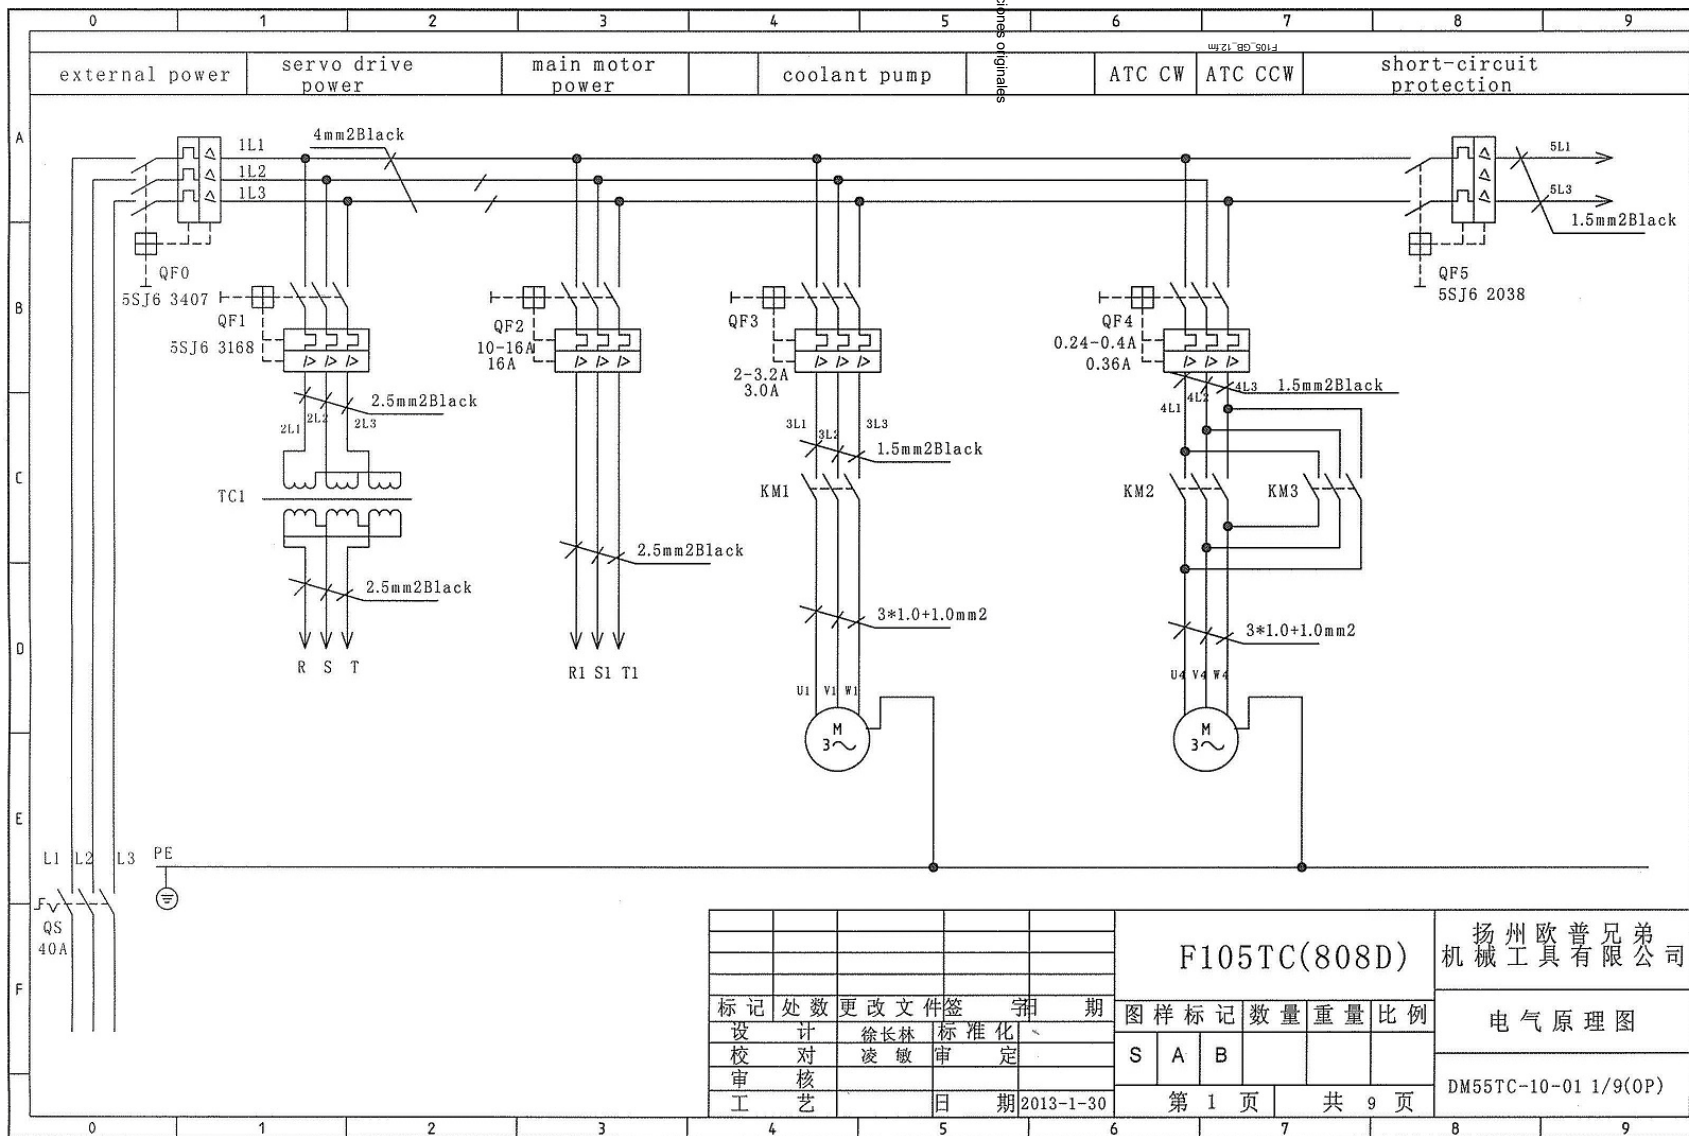 0 1 2 3 4 5 6 7 8 9
ciones originales
F105_GB_12.fm
external power
servo drive
power
main motor
power
coolant pump
ATC CW
ATC CCW
short-circuit
protection
A
B
C
D
E
F
4mm2Black
1L1
1L2
1L3
5L1
5L3
1.5mm2Black
QF0
5SJ6 3407
QF1
5SJ6 3168
QF2
10-16A
16A
QF3
2-3.2A
3.0A
QF4
0.24-0.4A
0.36A
QF5
5SJ6 2038
2.5mm2Black
2L1
2L2
2L3
TC1
2.5mm2Black
R S T
2.5mm2Black
R1 S1 T1
3L1
3L2
3L3
1.5mm2Black
KM1
3*1.0+1.0mm2
U1 V1 W1
M
3
4L1
4L2
4L3
1.5mm2Black
KM2
KM3
3*1.0+1.0mm2
U4 V4 W4
M
3
L1 L2 L3
PE
QS
40A
标记 处数 更改文件 签字 日期
设计 徐长林 标准化
校对 凌敏 审定
审核
工艺 日期 2013-1-30
F105TC(808D)
图样标记 数量 重量 比例
S A B
第 1 页 共 9 页
扬州欧普兄弟
机械工具有限公司
电气原理图
DM55TC-10-01 1/9(OP)
0 1 2 3 4 5 6 7 8 9